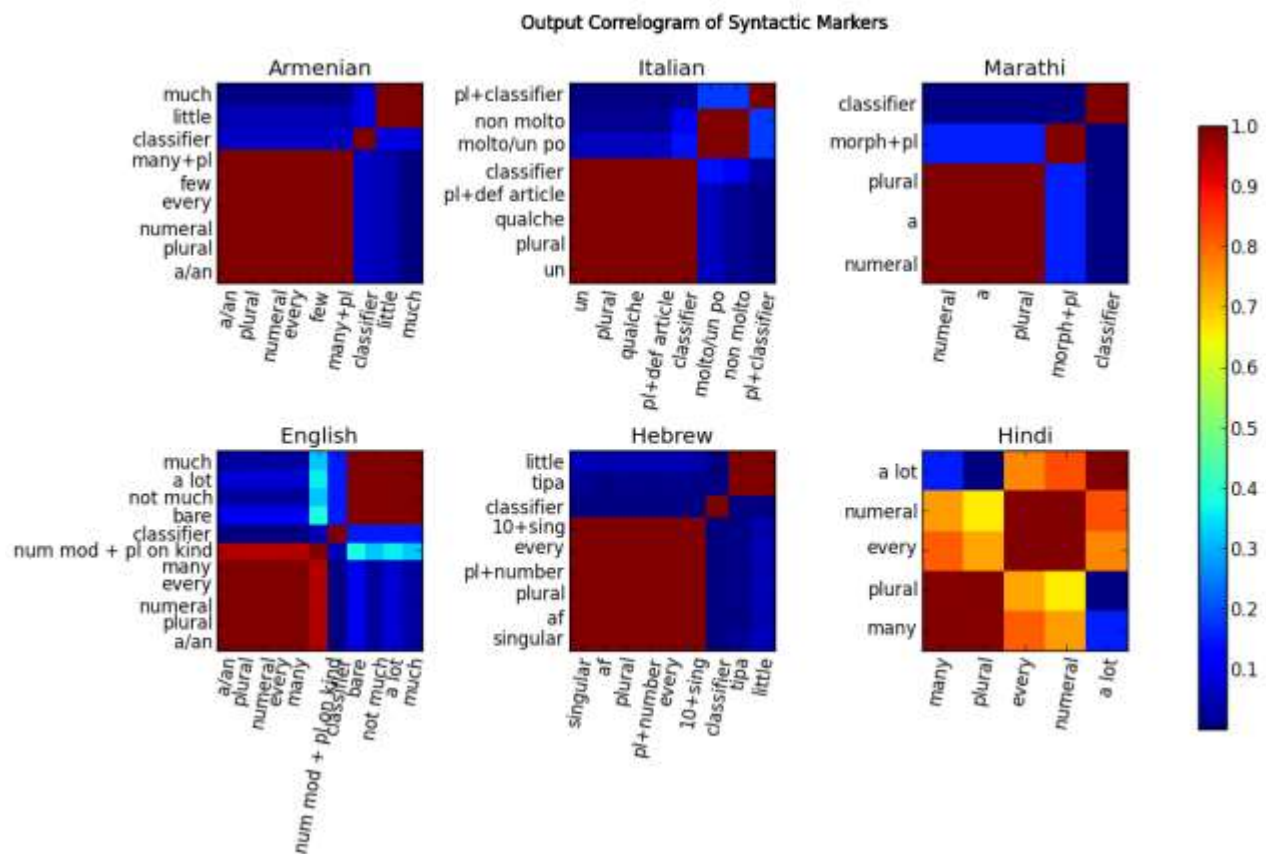 Output Correlogram of Syntactic Markers
Armenian
much
little
classifier
many+pl
few
every
numeral
plural
a/an
a/an
plural
numeral
every
few
many+pl
classifier
little
much
Italian
pl+classifier
non molto
molto/un po
classifier
pl+def article
qualche
plural
un
un
plural
qualche
pl+def article
classifier
molto/un po
non molto
pl+classifier
Marathi
classifier
morph+pl
plural
a
numeral
numeral
a
plural
morph+pl
classifier
1.0
0.9
0.8
0.7
0.6
0.5
0.4
0.3
0.2
0.1
English
much
a lot
not much
bare
classifier
num mod + pl on kind
many
every
numeral
plural
a/an
a/an
plural
numeral
every
many
num mod + pl on kind
classifier
bare
not much
a lot
much
Hebrew
little
tipa
classifier
10+sing
every
pl+number
plural
af
singular
singular
af
plural
pl+number
every
10+sing
classifier
tipa
little
Hindi
a lot
numeral
every
plural
many
many
plural
every
numeral
a lot